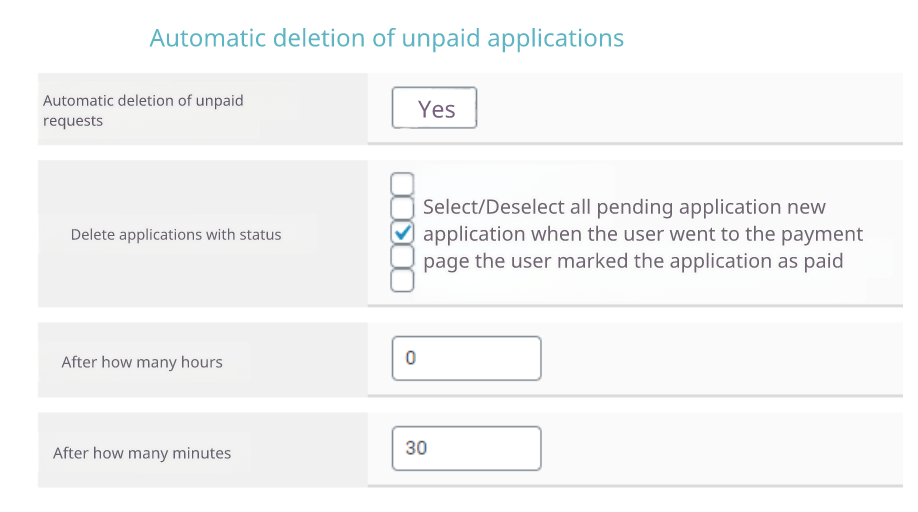 Automatic deletion of unpaid applications
Automatic deletion of unpaid
requests
Yes
Delete applications with status
Select/Deselect all pending application new
application when the user went to the payment
page the user marked the application as paid
After how many hours
0
After how many minutes
30